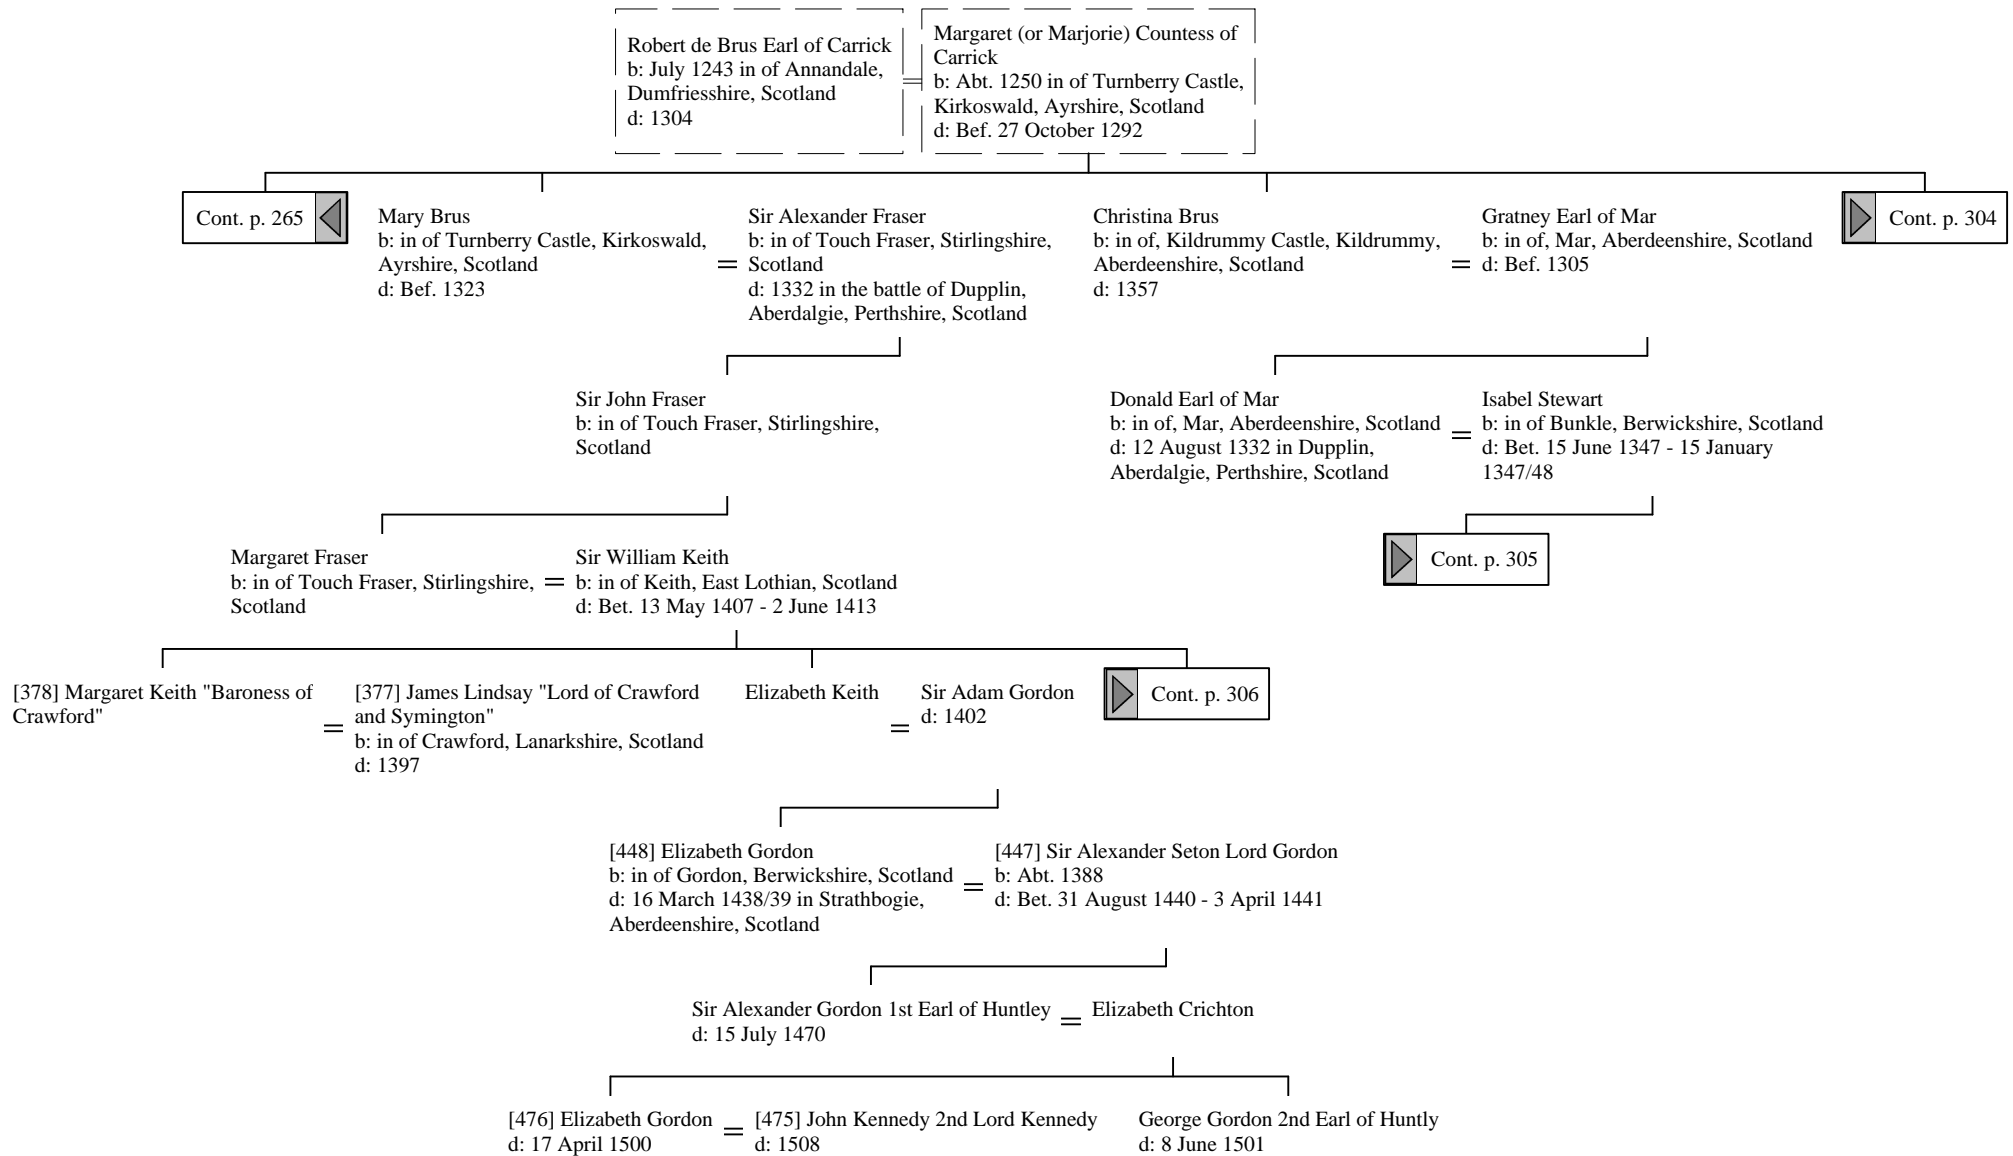 Robert de Brus Earl of Carrick
b: July 1243 in of Annandale,
Dumfriesshire, Scotland
d: 1304
Margaret (or Marjorie) Countess of
Carrick
b: Abt. 1250 in of Turnberry Castle,
Kirkoswald, Ayrshire, Scotland
d: Bef. 27 October 1292
Cont. p. 265
Mary Brus
b: in of Turnberry Castle, Kirkoswald,
Ayrshire, Scotland
d: Bef. 1323
Sir Alexander Fraser
b: in of Touch Fraser, Stirlingshire,
Scotland
d: 1332 in the battle of Dupplin,
Aberdalgie, Perthshire, Scotland
Christina Brus
b: in of, Kildrummy Castle, Kildrummy,
Aberdeenshire, Scotland
d: 1357
Gratney Earl of Mar
b: in of, Mar, Aberdeenshire, Scotland
d: Bef. 1305
Cont. p. 304
Sir John Fraser
b: in of Touch Fraser, Stirlingshire,
Scotland
Donald Earl of Mar
b: in of, Mar, Aberdeenshire, Scotland
d: 12 August 1332 in Dupplin,
Aberdalgie, Perthshire, Scotland
Isabel Stewart
b: in of Bunkle, Berwickshire, Scotland
d: Bet. 15 June 1347 - 15 January
1347/48
Margaret Fraser
b: in of Touch Fraser, Stirlingshire,
Scotland
Sir William Keith
b: in of Keith, East Lothian, Scotland
d: Bet. 13 May 1407 - 2 June 1413
Cont. p. 305
[378] Margaret Keith "Baroness of
Crawford"
[377] James Lindsay "Lord of Crawford
and Symington"
b: in of Crawford, Lanarkshire, Scotland
d: 1397
Elizabeth Keith
Sir Adam Gordon
d: 1402
Cont. p. 306
[448] Elizabeth Gordon
b: in of Gordon, Berwickshire, Scotland
d: 16 March 1438/39 in Strathbogie,
Aberdeenshire, Scotland
[447] Sir Alexander Seton Lord Gordon
b: Abt. 1388
d: Bet. 31 August 1440 - 3 April 1441
Sir Alexander Gordon 1st Earl of Huntley
d: 15 July 1470
Elizabeth Crichton
[476] Elizabeth Gordon
d: 17 April 1500
[475] John Kennedy 2nd Lord Kennedy
d: 1508
George Gordon 2nd Earl of Huntly
d: 8 June 1501